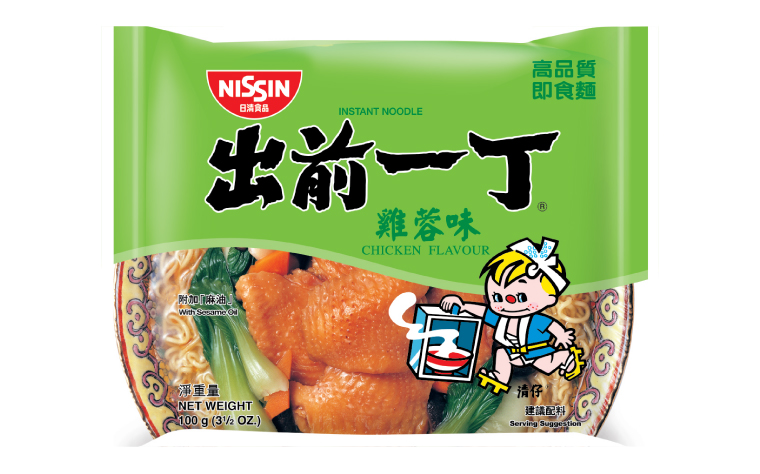 NISSIN
日清食品
高品質
即食麵
INSTANT NOODLE
出前一丁
®
雞蓉味
CHICKEN FLAVOUR
附加「麻油」
With Sesame Oil
淨重量
NET WEIGHT
100 g (3½ OZ.)
清仔
建議配料
Serving Suggestion